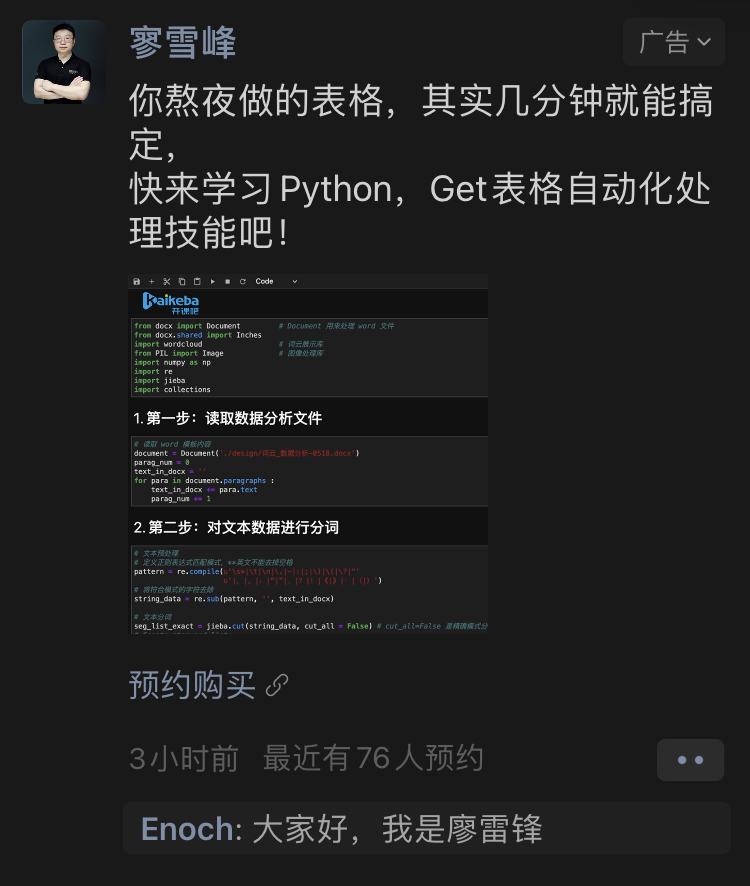 寥雪峰
广告
你熬夜做的表格，其实几分钟就能搞
定，
快来学习Python，Get表格自动化处
理技能吧！
Code
Kaikeba
开课吧
from docx import Document # Document 用来处理 word 文件
from docx.shared import Inches
import wordcloud # 词云展示库
from PIL import Image # 图像处理库
import numpy as np
import re
import jieba
import collections
1. 第一步：读取数据分析文件
# 读取 word 模板内容
document = Document('./design/词云_数据分析-0518.docx')
parag_num = 0
text_in_docx = ''
for para in document.paragraphs :
text_in_docx += para.text
parag_num += 1
2. 第二步：对文本数据进行分词
# 文本预处理
# 定义正则表达式匹配模式，**英文不能去掉空格
pattern = re.compile(
# 将符合模式的字符去除
string_data = re.sub(pattern, '', text_in_docx)
# 文本分词
seg_list_exact = jieba.cut(string_data, cut_all = False) # cut_all=False 是精确模式分
预约购买
3小时前 最近有76人预约
Enoch: 大家好，我是廖雷锋